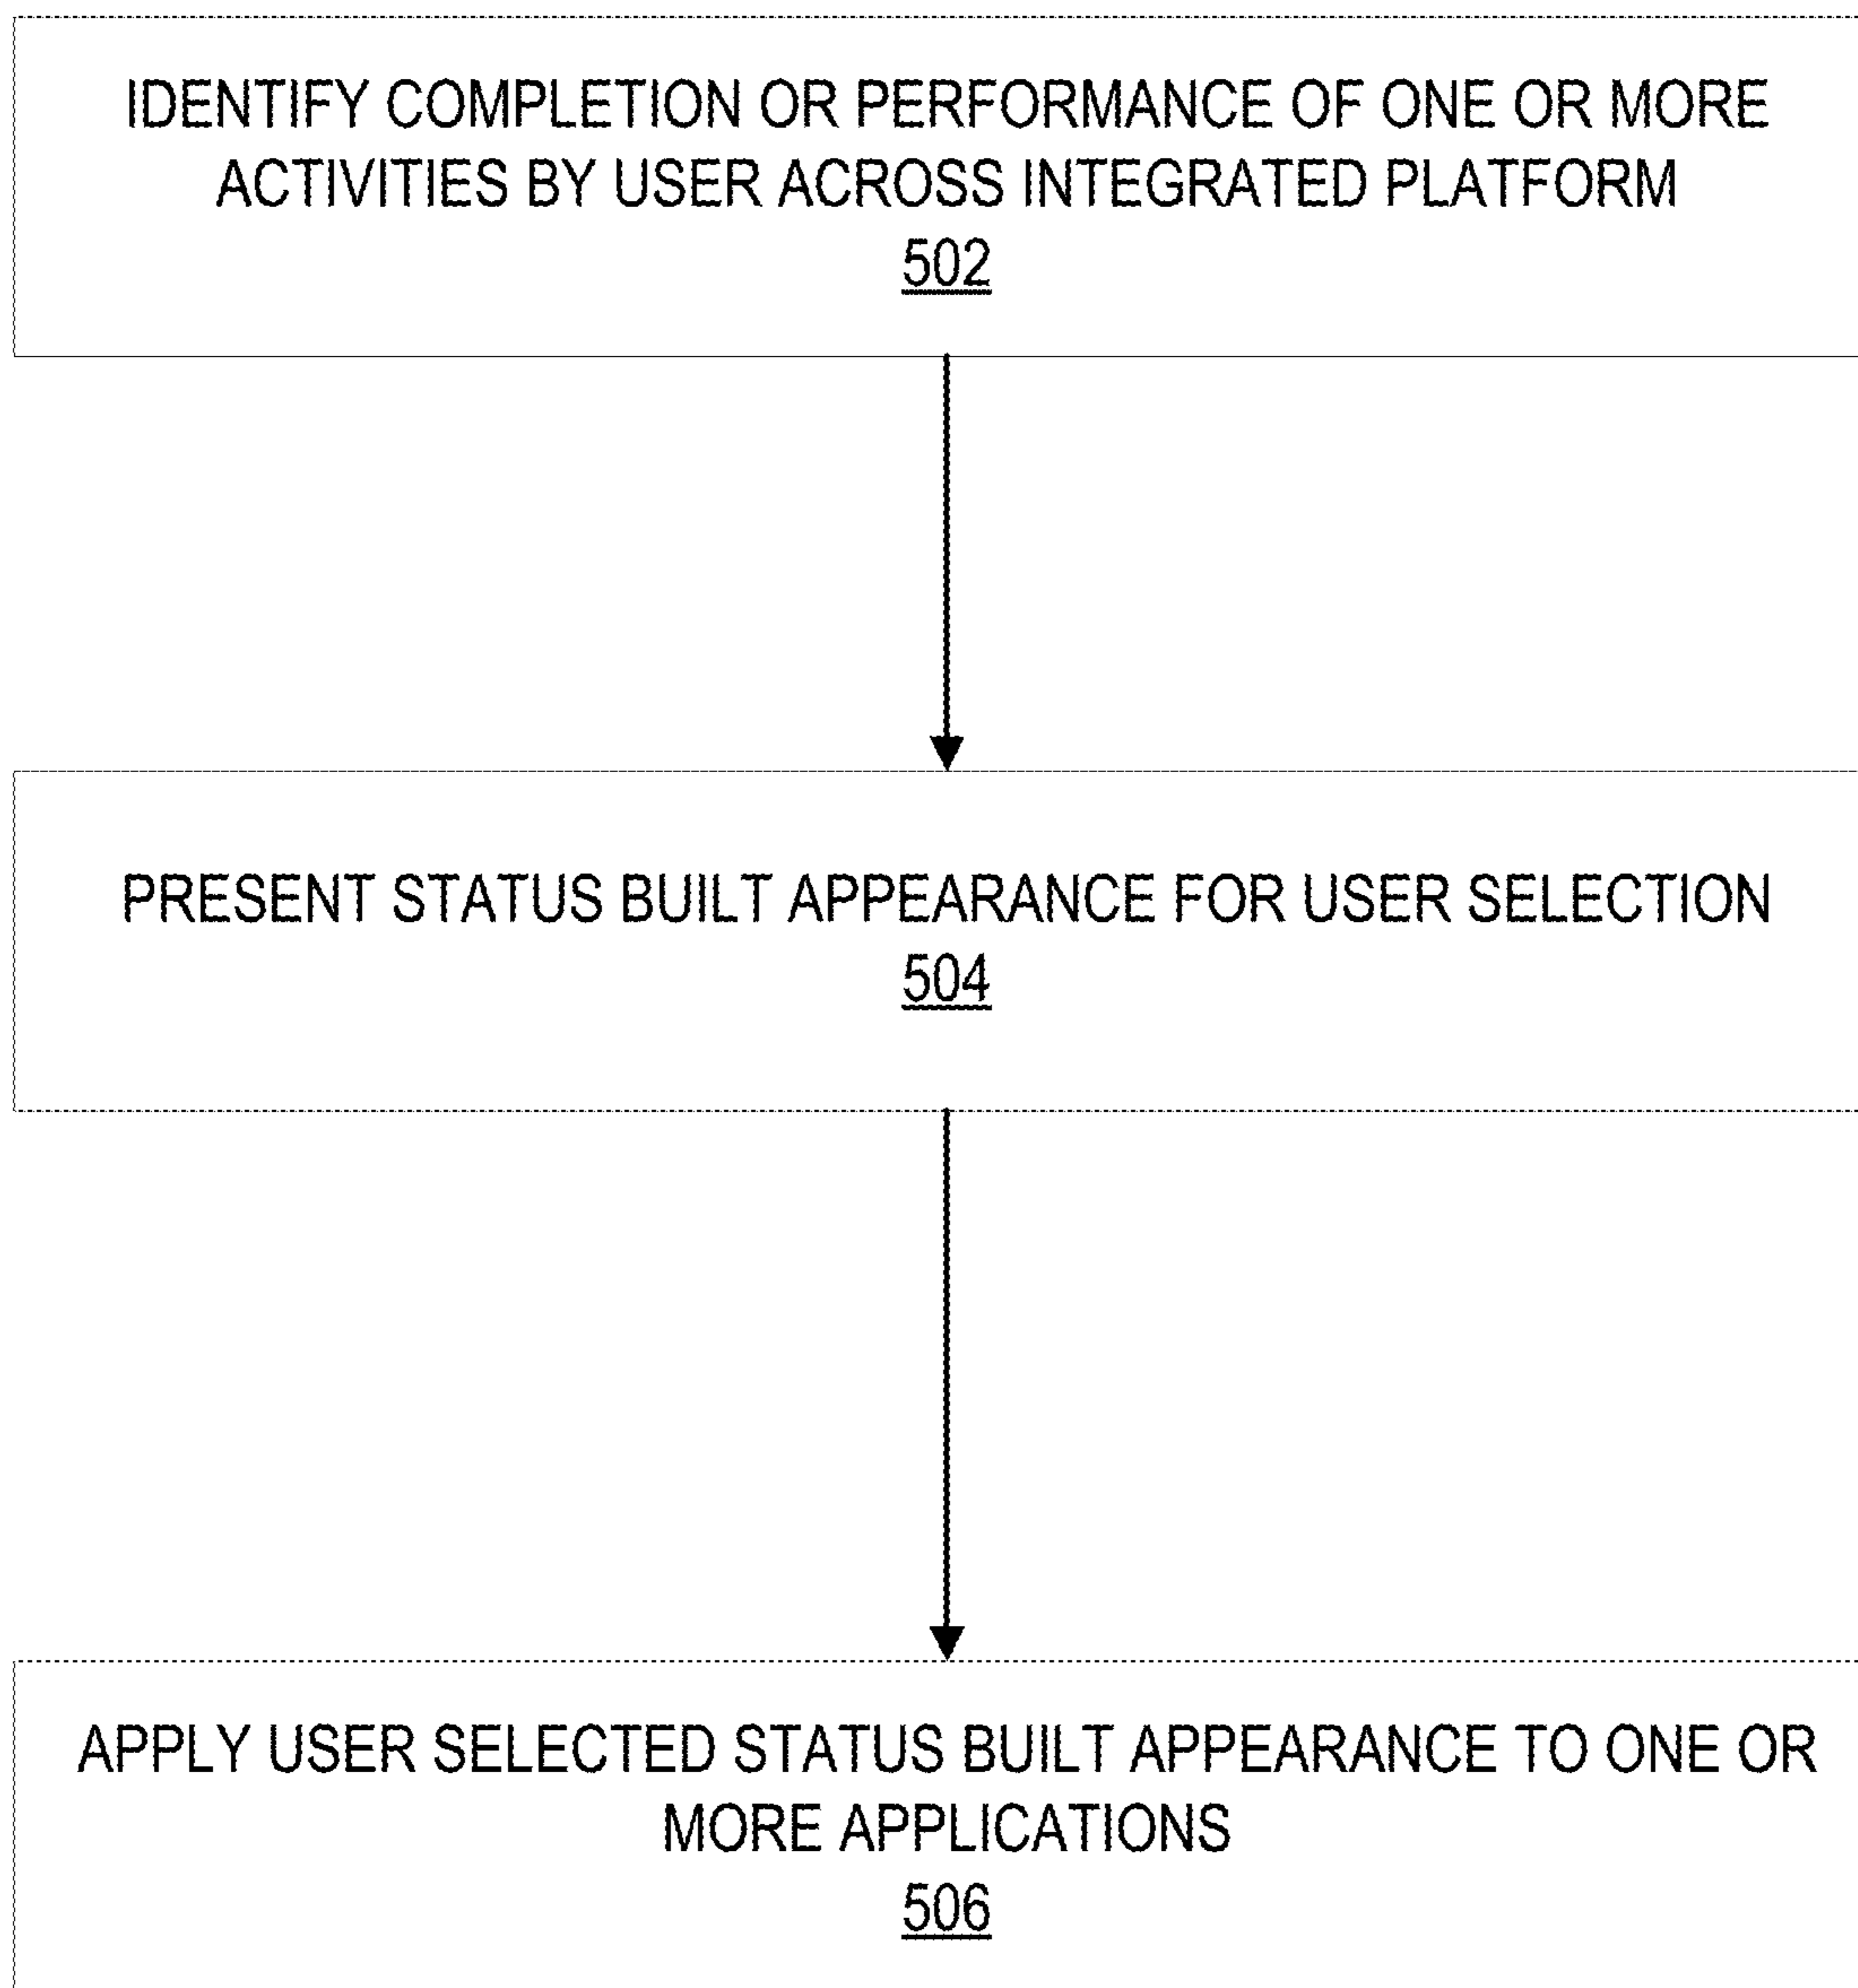 IDENTIFY COMPLETION OR PERFORMANCE OF ONE OR MORE
ACTIVITIES BY USER ACROSS INTEGRATED PLATFORM
502
PRESENT STATUS BUILT APPEARANCE FOR USER SELECTION
504
APPLY USER SELECTED STATUS BUILT APPEARANCE TO ONE OR
MORE APPLICATIONS
506